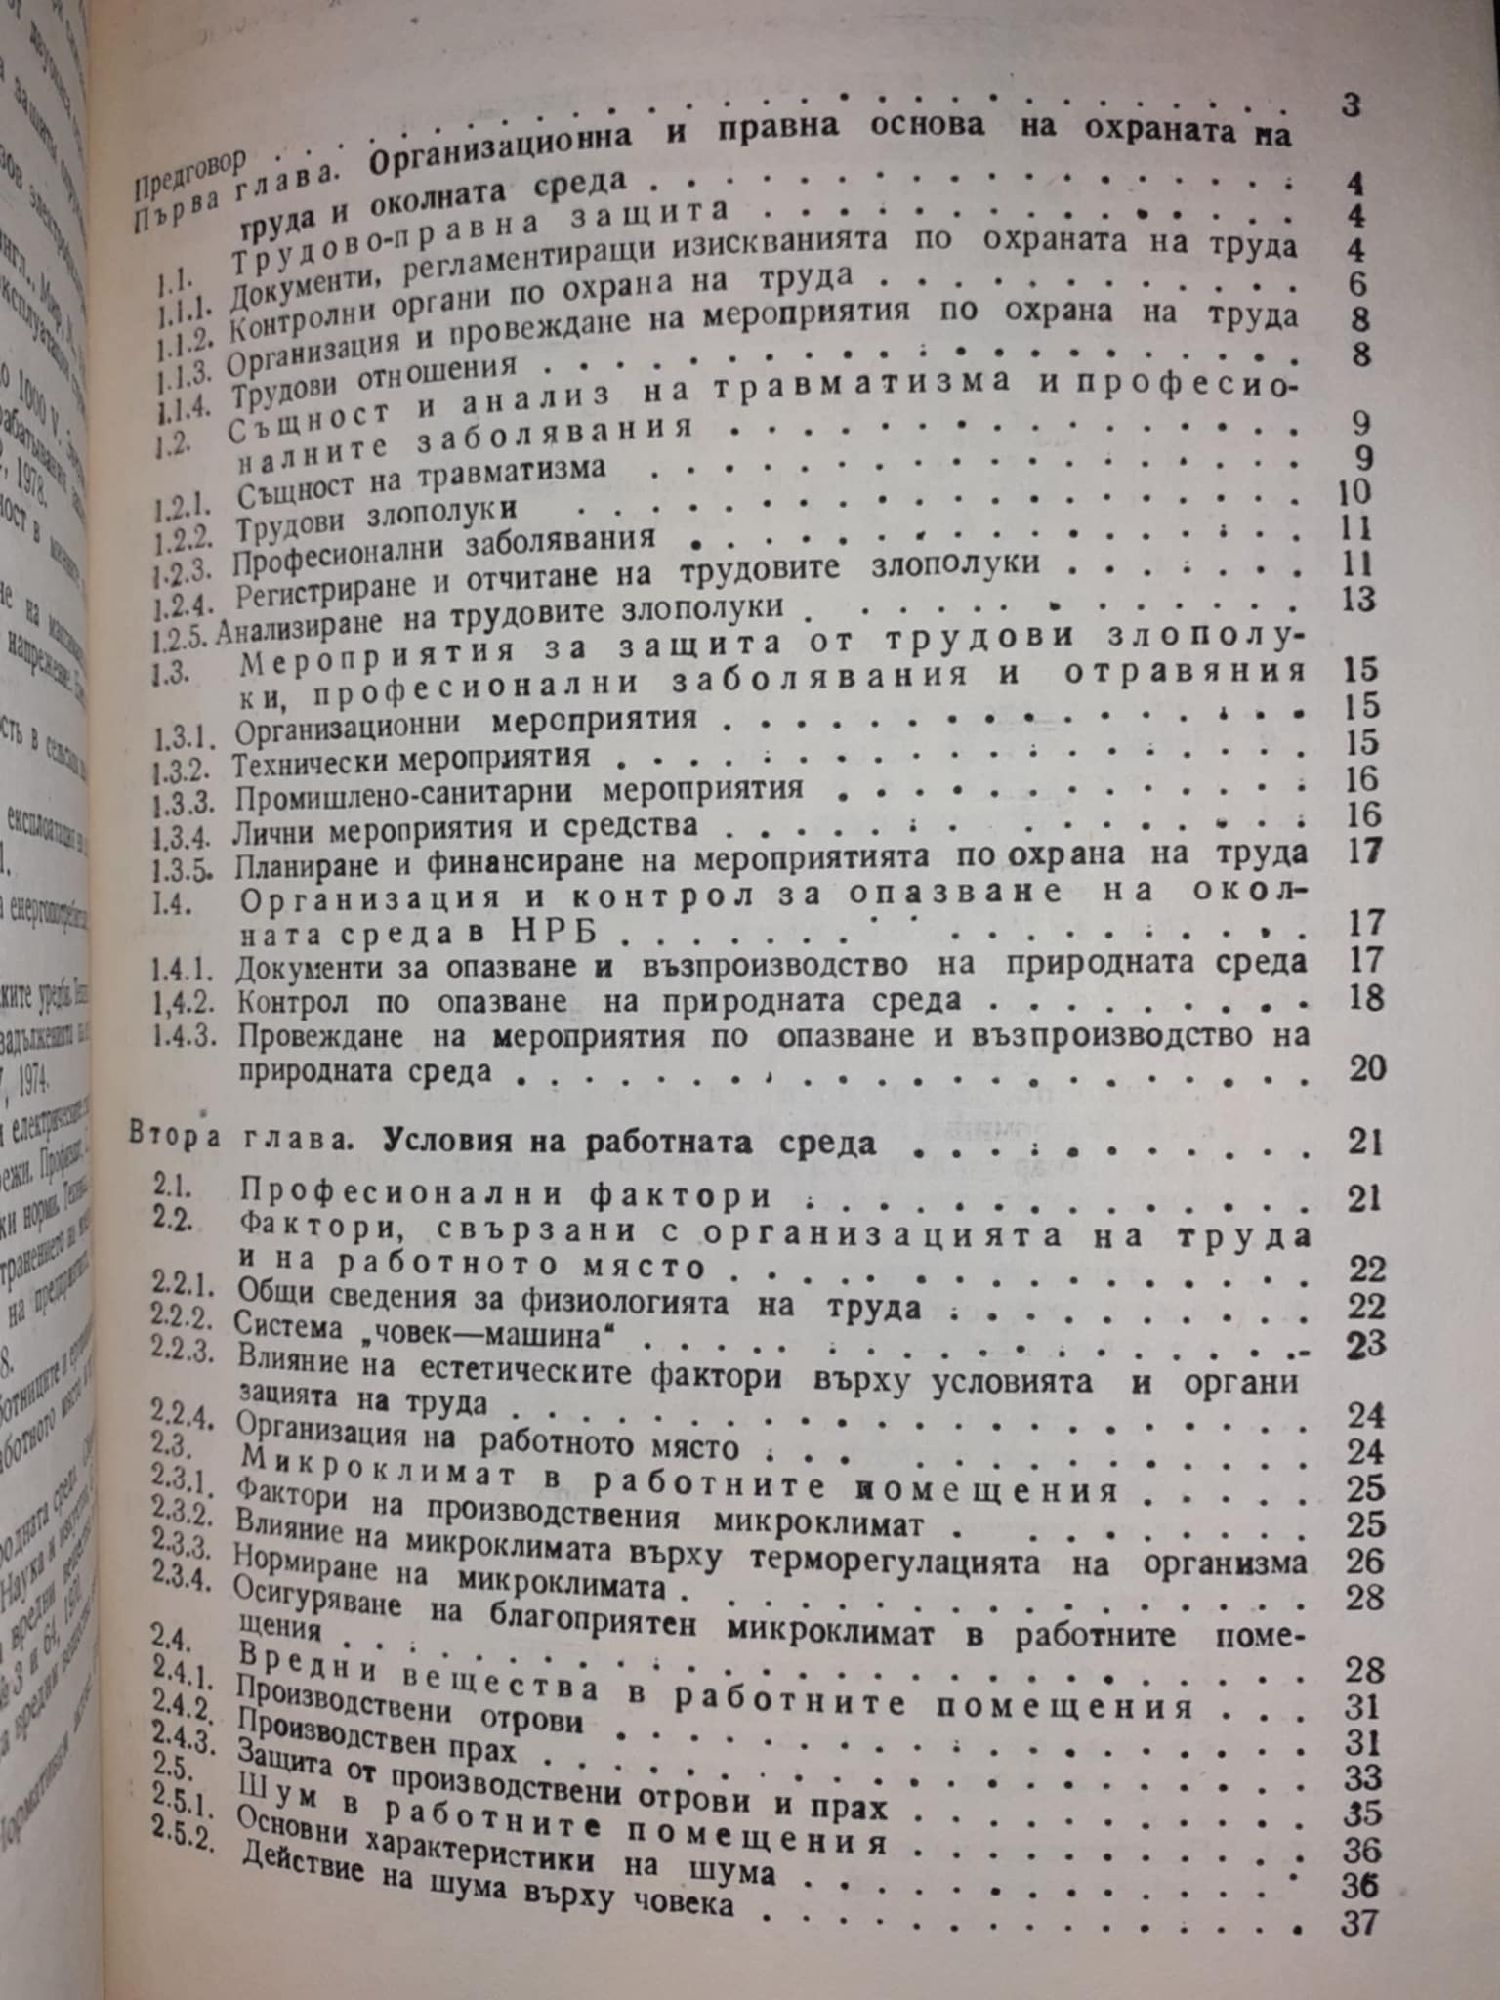 Предговор . . . . . . . . . . . . . . . . . . . . 3
Първа глава. Организационна и правна основа на охраната на
труда и околната среда . . . . . . . . . . . . . . . . . . 4
1.1. Трудово-правна защита . . . . . . . . . . . . . . . 4
1.1.1. Документи, регламентиращи изискванията по охраната на труда 4
1.1.2. Контролни органи по охрана на труда . . . . . . . . . . . . 6
1.1.3. Организация и провеждане на мероприятия по охрана на труда 8
1.1.4. Трудови отношения . . . . . . . . . . . . . . . . . . . . 8
1.2. Същност и анализ на травматизма и професио-
налните заболявания . . . . . . . . . . . . . . . . 9
1.2.1. Същност на травматизма . . . . . . . . . . . . . . . . . . 9
1.2.2. Трудови злополуки . . . . . . . . . . . . . . . . . . . . 10
1.2.3. Професионални заболявания . . . . . . . . . . . . . . . . . 11
1.2.4. Регистриране и отчитане на трудовите злополуки . . . . . . . 11
1.2.5. Анализиране на трудовите злополуки . . . . . . . . . . . . . 13
1.3. Мероприятия за защита от трудови злополу-
ки, професионални заболявания и отравяния 15
1.3.1. Организационни мероприятия . . . . . . . . . . . . . . . . 15
1.3.2. Технически мероприятия . . . . . . . . . . . . . . . . . . . 15
1.3.3. Промишлено-санитарни мероприятия . . . . . . . . . . . . . 16
1.3.4. Лични мероприятия и средства . . . . . . . . . . . . . . . 16
1.3.5. Планиране и финансиране на мероприятията по охрана на труда 17
1.4. Организация и контрол за опазване на окол-
ната среда в НРБ . . . . . . . . . . . . . . . . . . . 17
1.4.1. Документи за опазване и възпроизводство на природната среда 17
1,4.2. Контрол по опазване на природната среда . . . . . . . . . 18
1.4.3. Провеждане на мероприятия по опазване и възпроизводство на
природната среда . . . . . . . . . . . . . . . . . . . . . . 20
Втора глава. Условия на работната среда . . . . . . . . . . . 21
2.1. Професионални фактори . . . . . . . . . . . . . . 21
2.2. Фактори, свързани с организацията на труда
и на работното място . . . . . . . . . . . . . . . . 22
2.2.1. Общи сведения за физиологията на труда . . . . . . . . . . 22
2.2.2. Система „човек—машина“ . . . . . . . . . . . . . . . . . . 23
2.2.3. Влияние на естетическите фактори върху условията и органи
зацията на труда . . . . . . . . . . . . . . . . . . . . . . 24
2.2.4. Организация на работното място . . . . . . . . . . . . . . 24
2.3. Микроклимат в работните помещения . . . . . 25
2.3.1. Фактори на производствения микроклимат . . . . . . . . . 25
2.3.2. Влияние на микроклимата върху терморегулацията на организма 26
2.3.3. Нормиране на микроклимата . . . . . . . . . . . . . . . . . 28
2.3.4. Осигуряване на благоприятен микроклимат в работните поме-
щения . . . . . . . . . . . . . . . . . . . . . . . . . . . 28
2.4. Вредни вещества в работните помещения . . . 31
2.4.1. Производствени отрови . . . . . . . . . . . . . . . . . . . 31
2.4.2. Производствен прах . . . . . . . . . . . . . . . . . . . . . 33
2.4.3. Защита от производствени отрови и прах . . . . . . . . . . 35
2.5. Шум в работните помещения . . . . . . . . . . . 36
2.5.1. Основни характеристики на шума . . . . . . . . . . . . . . 36
2.5.2. Действие на шума върху човека . . . . . . . . . . . . . . . 37
1000 V.
1978.
1974.